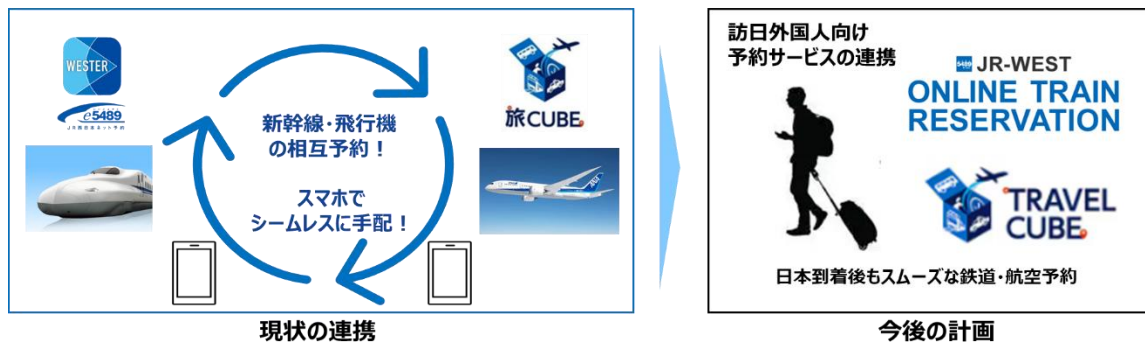 WESTER
e5489
JR西日本ネット予約
新幹線・飛行機
の相互予約！
スマホで
シームレスに手配！
旅CUBE
ANA
現状の連携
訪日外国人向け
予約サービスの連携
5489
JR-WEST
ONLINE TRAIN
RESERVATION
TRAVEL
CUBE
日本到着後もスムーズな鉄道・航空予約
今後の計画